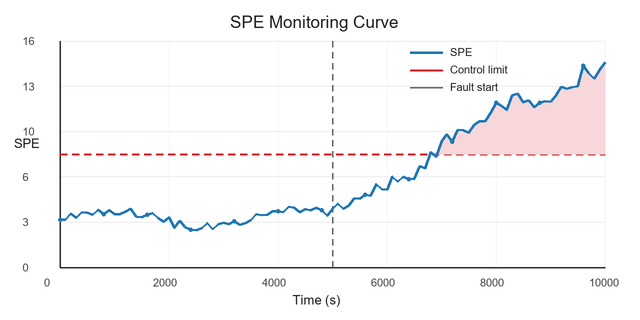 SPE Monitoring Curve
16
SPE
Control limit
13
Fault start
10
SPE
6
3
0
0 2000 4000 6000 8000 10000
Time (s)